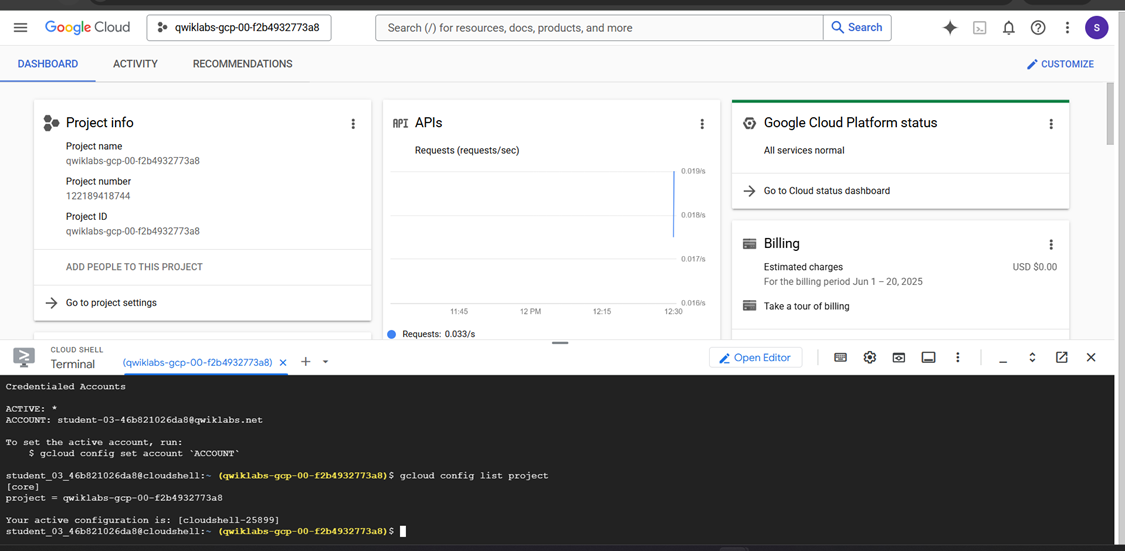 Google Cloud
qwiklabs-gcp-00-f2b4932773a8
Search (/) for resources, docs, products, and more
Search
S
DASHBOARD
ACTIVITY
RECOMMENDATIONS
CUSTOMIZE
Project info
Project name
qwiklabs-gcp-00-f2b4932773a8
Project number
122189418744
Project ID
qwiklabs-gcp-00-f2b4932773a8
ADD PEOPLE TO THIS PROJECT
Go to project settings
API APIs
Requests (requests/sec)
0.019/s
0.018/s
0.017/s
0.016/s
11:45
12 PM
12:15
12:30
Requests: 0.033/s
Google Cloud Platform status
All services normal
Go to Cloud status dashboard
Billing
Estimated charges
USD $0.00
For the billing period Jun 1 – 20, 2025
Take a tour of billing
CLOUD SHELL
Terminal
(qwiklabs-gcp-00-f2b4932773a8)
Open Editor
Credentialed Accounts
ACTIVE: *
ACCOUNT: student-03-46b821026da8@qwiklabs.net
To set the active account, run:
$ gcloud config set account `ACCOUNT`
student_03_46b821026da8@cloudshell:~ (qwiklabs-gcp-00-f2b4932773a8)$ gcloud config list project
[core]
project = qwiklabs-gcp-00-f2b4932773a8
Your active configuration is: [cloudshell-25899]
student_03_46b821026da8@cloudshell:~ (qwiklabs-gcp-00-f2b4932773a8)$